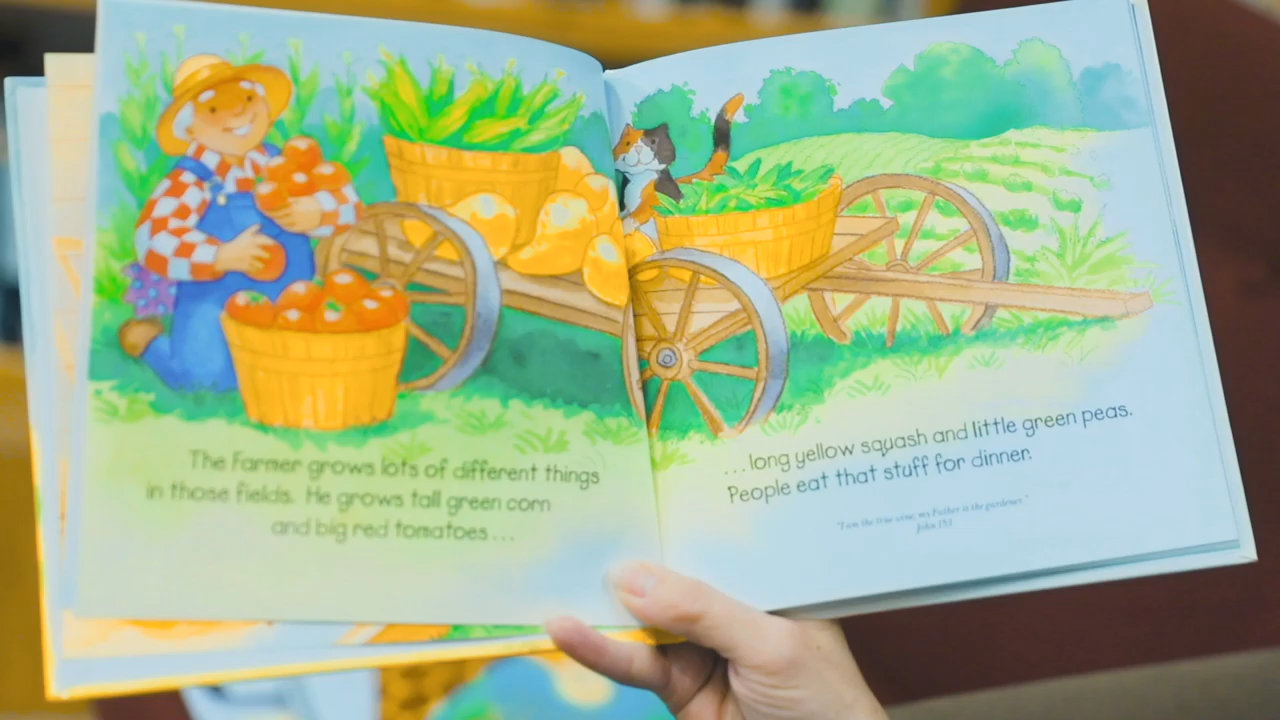 The Farmer grows lots of different things
in those fields. He grows tall green corn
and big red tomatoes...
...long yellow squash and little green peas.
People eat that stuff for dinner.
"I am the true vine; my Father is the gardener."
John 15:1